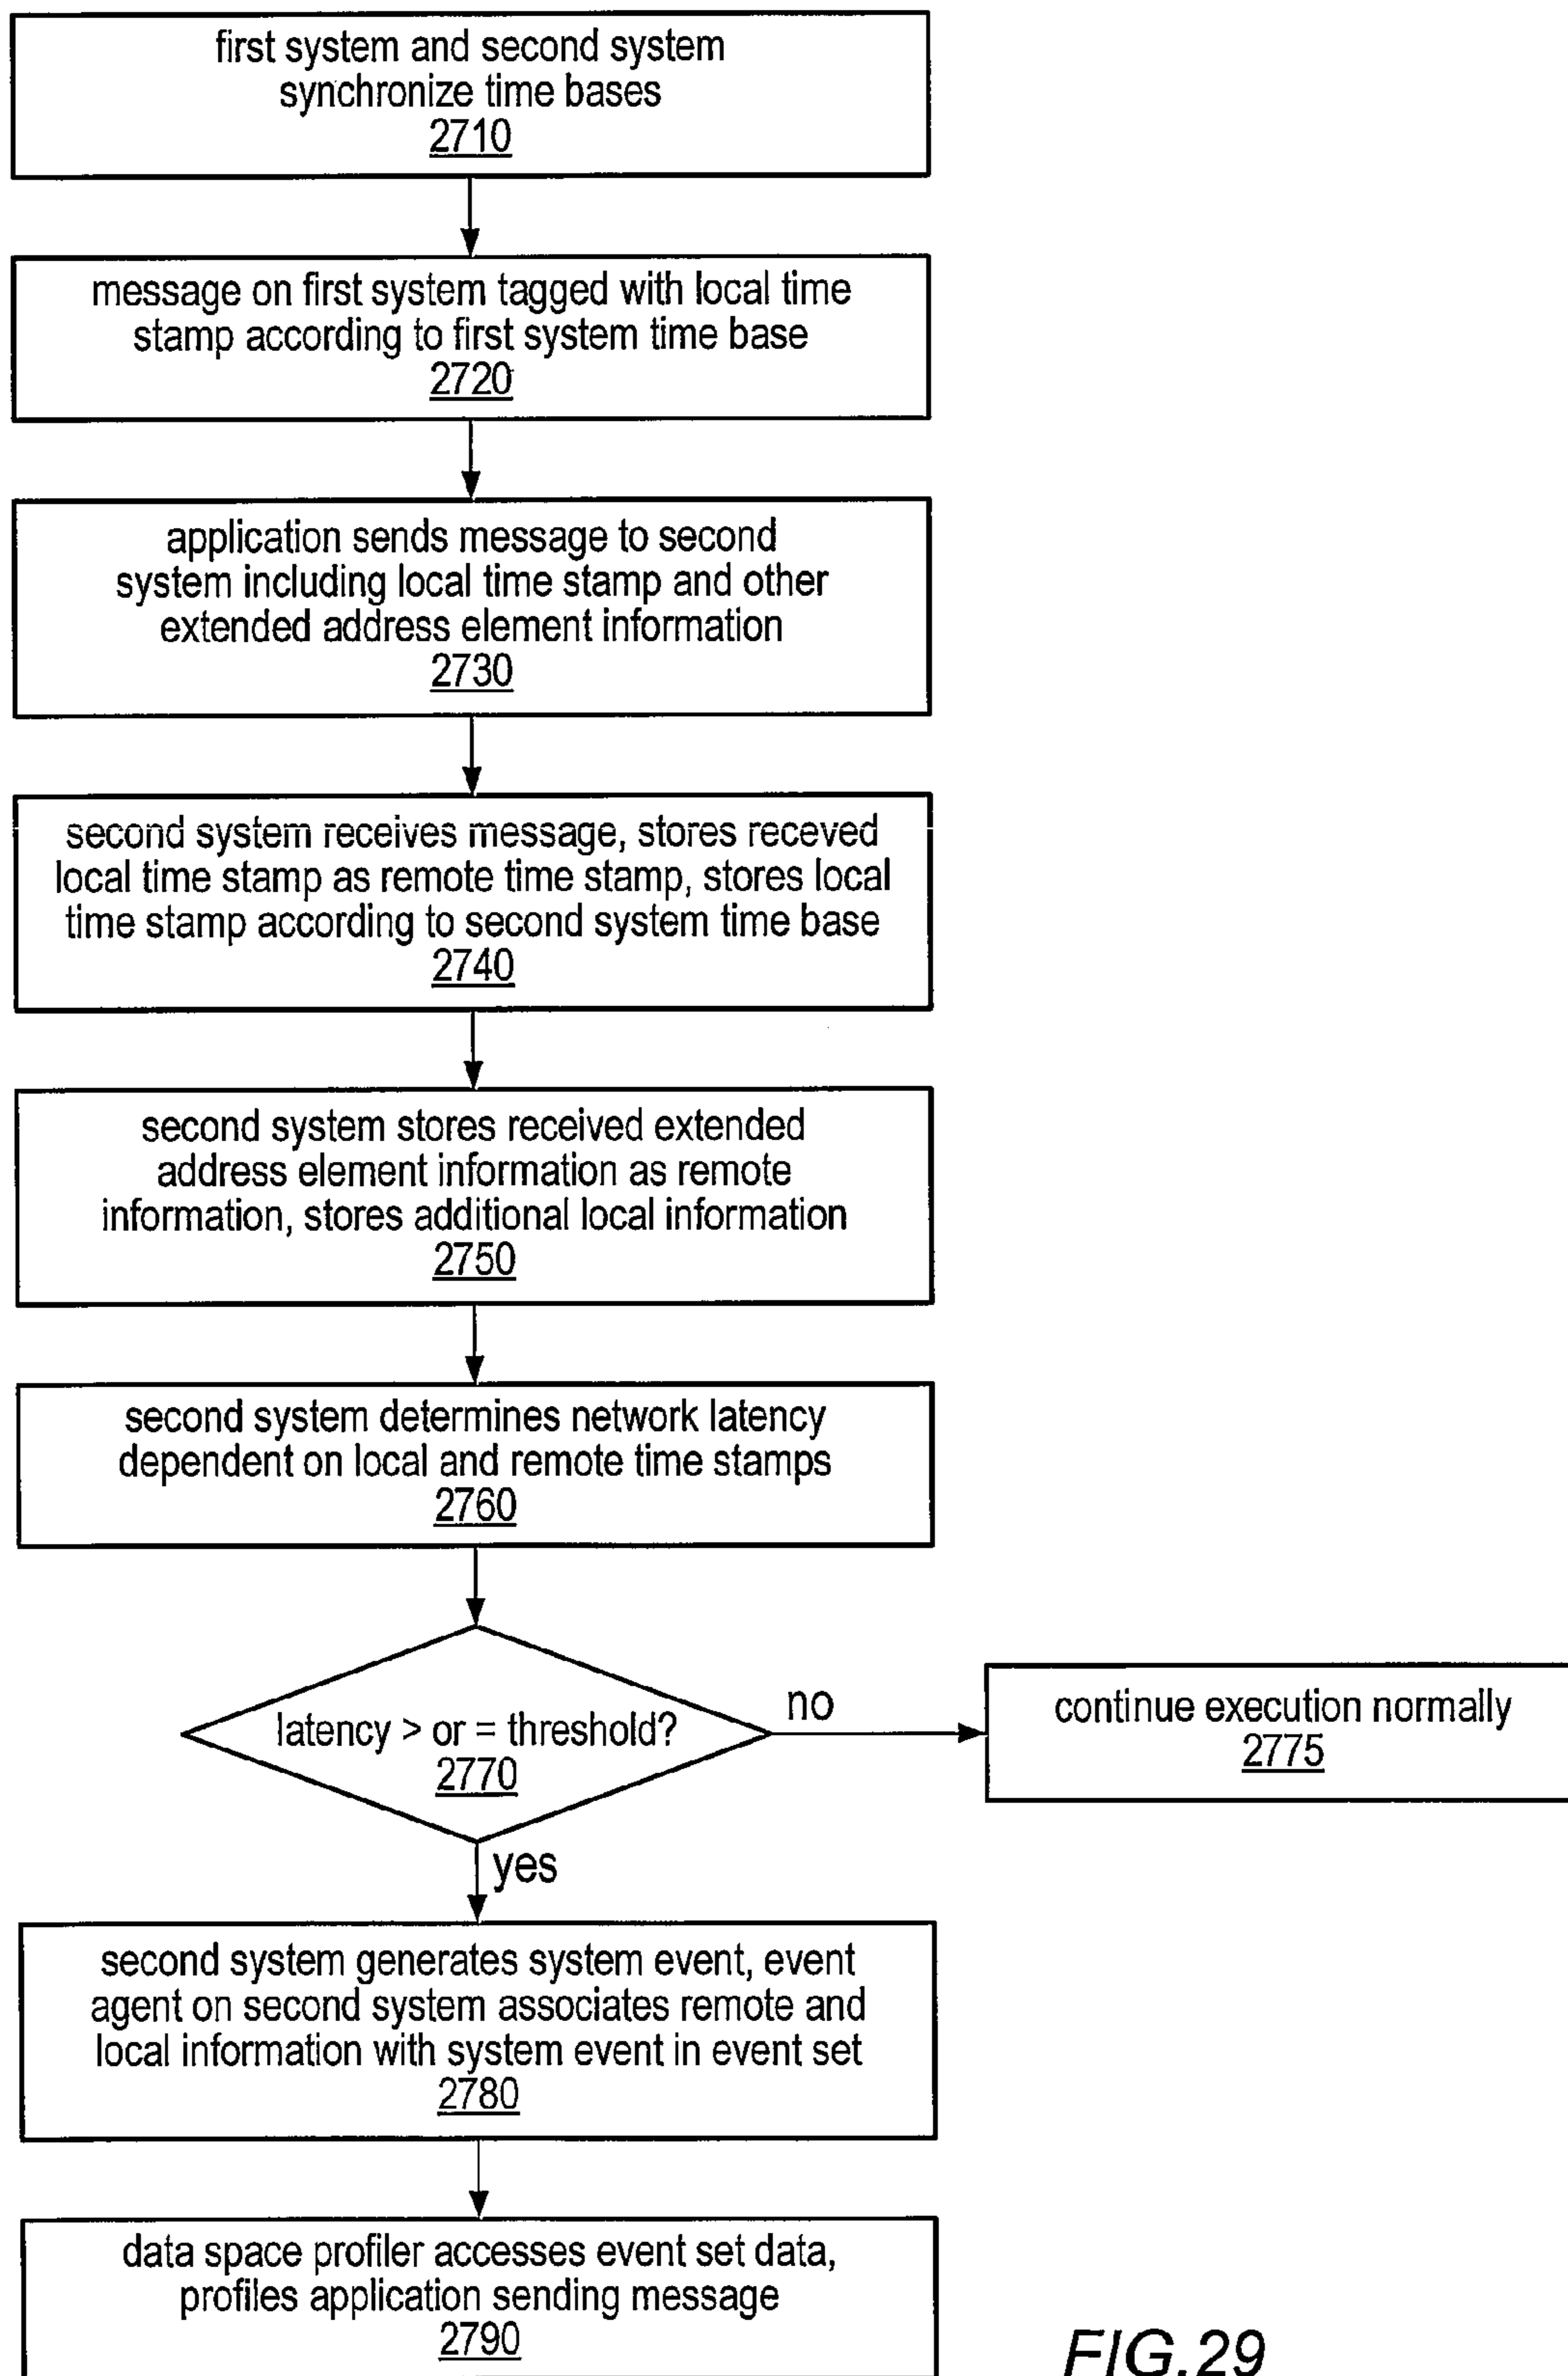 first system and second system
synchronize time bases
2710
message on first system tagged with local time
stamp according to first system time base
2720
application sends message to second
system including local time stamp and other
extended address element information
2730
second system receives message, stores receved
local time stamp as remote time stamp, stores local
time stamp according to second system time base
2740
second system stores received extended
address element information as remote
information, stores additional local information
2750
second system determines network latency
dependent on local and remote time stamps
2760
latency > or = threshold?
2770
no
continue execution normally
2775
yes
second system generates system event, event
agent on second system associates remote and
local information with system event in event set
2780
data space profiler accesses event set data,
profiles application sending message
2790
FIG.29